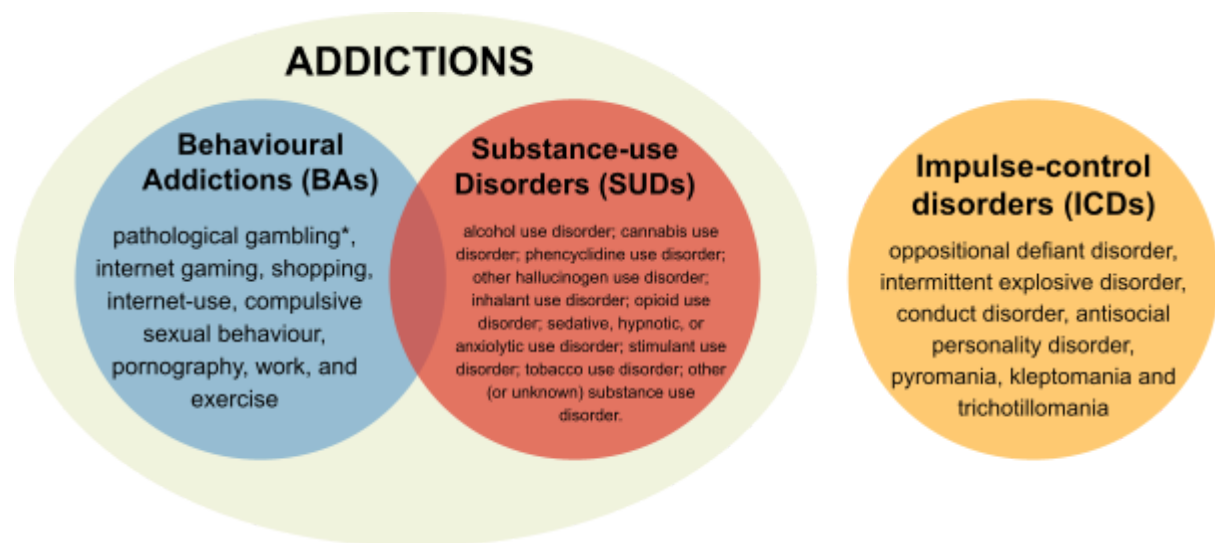 ADDICTIONS
Behavioural
Addictions (BAs)
pathological gambling*,
internet gaming, shopping,
internet-use, compulsive
sexual behaviour,
pornography, work, and
exercise
Substance-use
Disorders (SUDs)
alcohol use disorder; cannabis use
disorder; phencyclidine use disorder;
other hallucinogen use disorder;
inhalant use disorder; opioid use
disorder; sedative, hypnotic, or
anxiolytic use disorder; stimulant use
disorder; tobacco use disorder; other
(or unknown) substance use
disorder.
Impulse-control
disorders (ICDs)
oppositional defiant disorder,
intermittent explosive disorder,
conduct disorder, antisocial
personality disorder,
pyromania, kleptomania and
trichotillomania